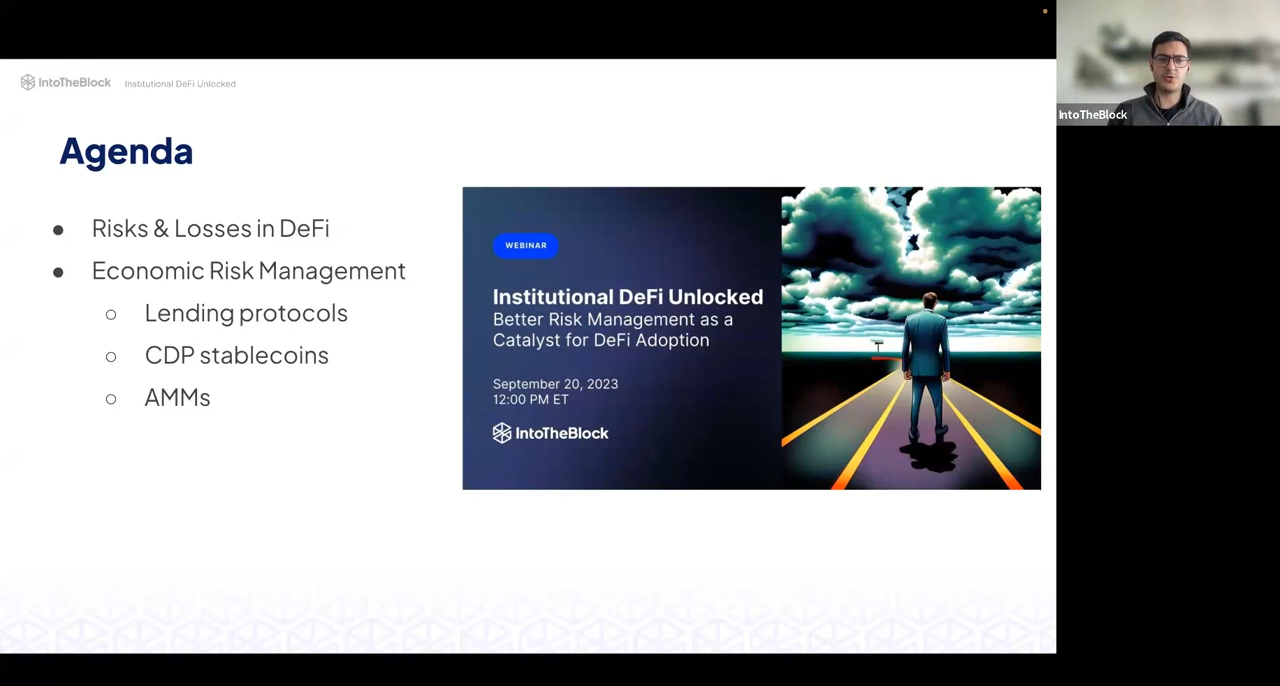 IntoTheBlock Institutional DeFi Unlocked
Agenda
Risks & Losses in DeFi
Economic Risk Management
Lending protocols
CDP stablecoins
AMMs
WEBINAR
Institutional DeFi Unlocked
Better Risk Management as a
Catalyst for DeFi Adoption
September 20, 2023
12:00 PM ET
IntoTheBlock
IntoTheBlock